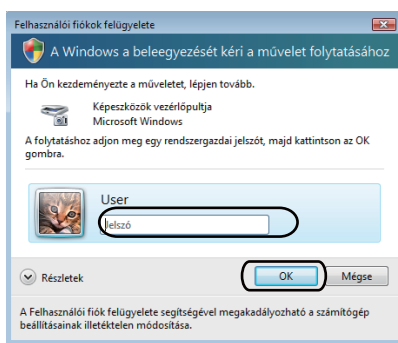 Felhasználói fiókok felügyelete
A Windows a beleegyezését kéri a művelet folytatásához
Ha Ön kezdeményezte a műveletet, lépjen tovább.
Képeszközök vezérlőpultja
Microsoft Windows
A folytatáshoz adjon meg egy rendszergazdai jelszót, majd kattintson az OK
gombra.
User
Jelszó
Részletek
OK
Mégse
A Felhasználói fiók felügyelete segítségével megakadályozható a számítógép
beállításainak illetéktelen módosítása.